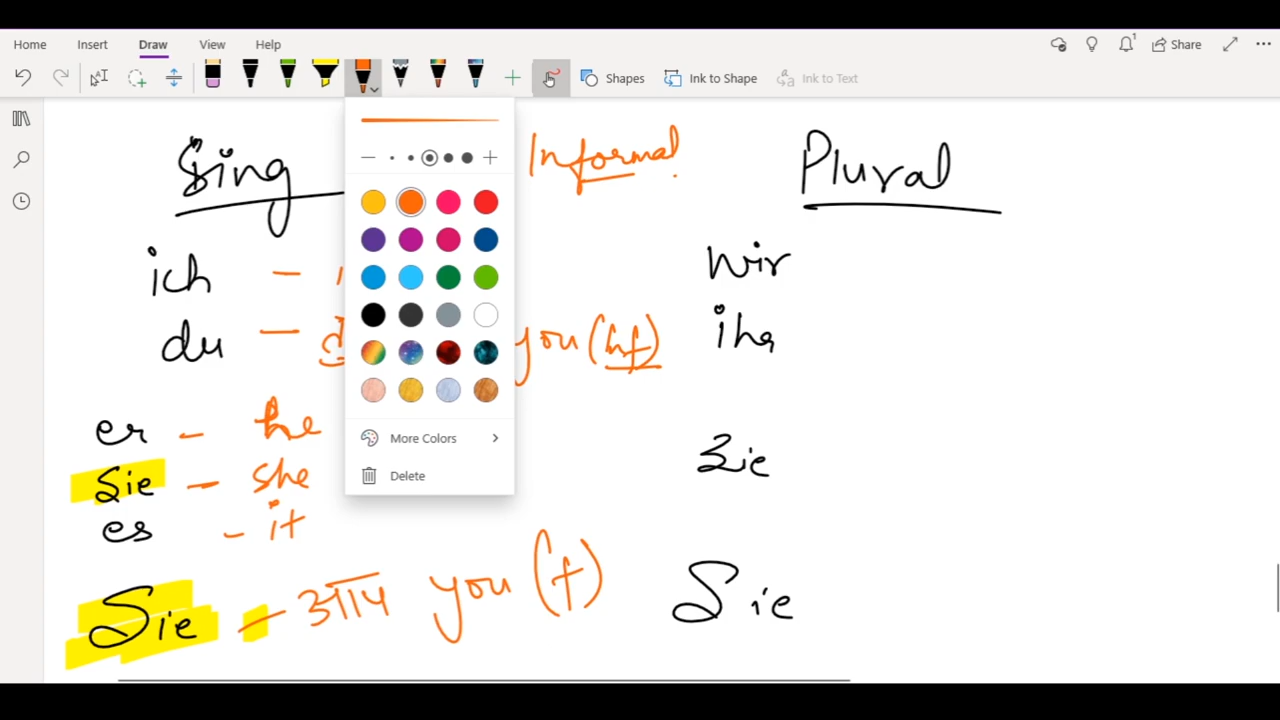 Home Insert Draw View Help
Share
Shapes Ink to Shape Ink to Text
Sing Informal Plural
ich - wir
du - you (Inf) ihr
er - he
Sie - she Sie
es - it
Sie - आप you (f) Sie
More Colors
Delete